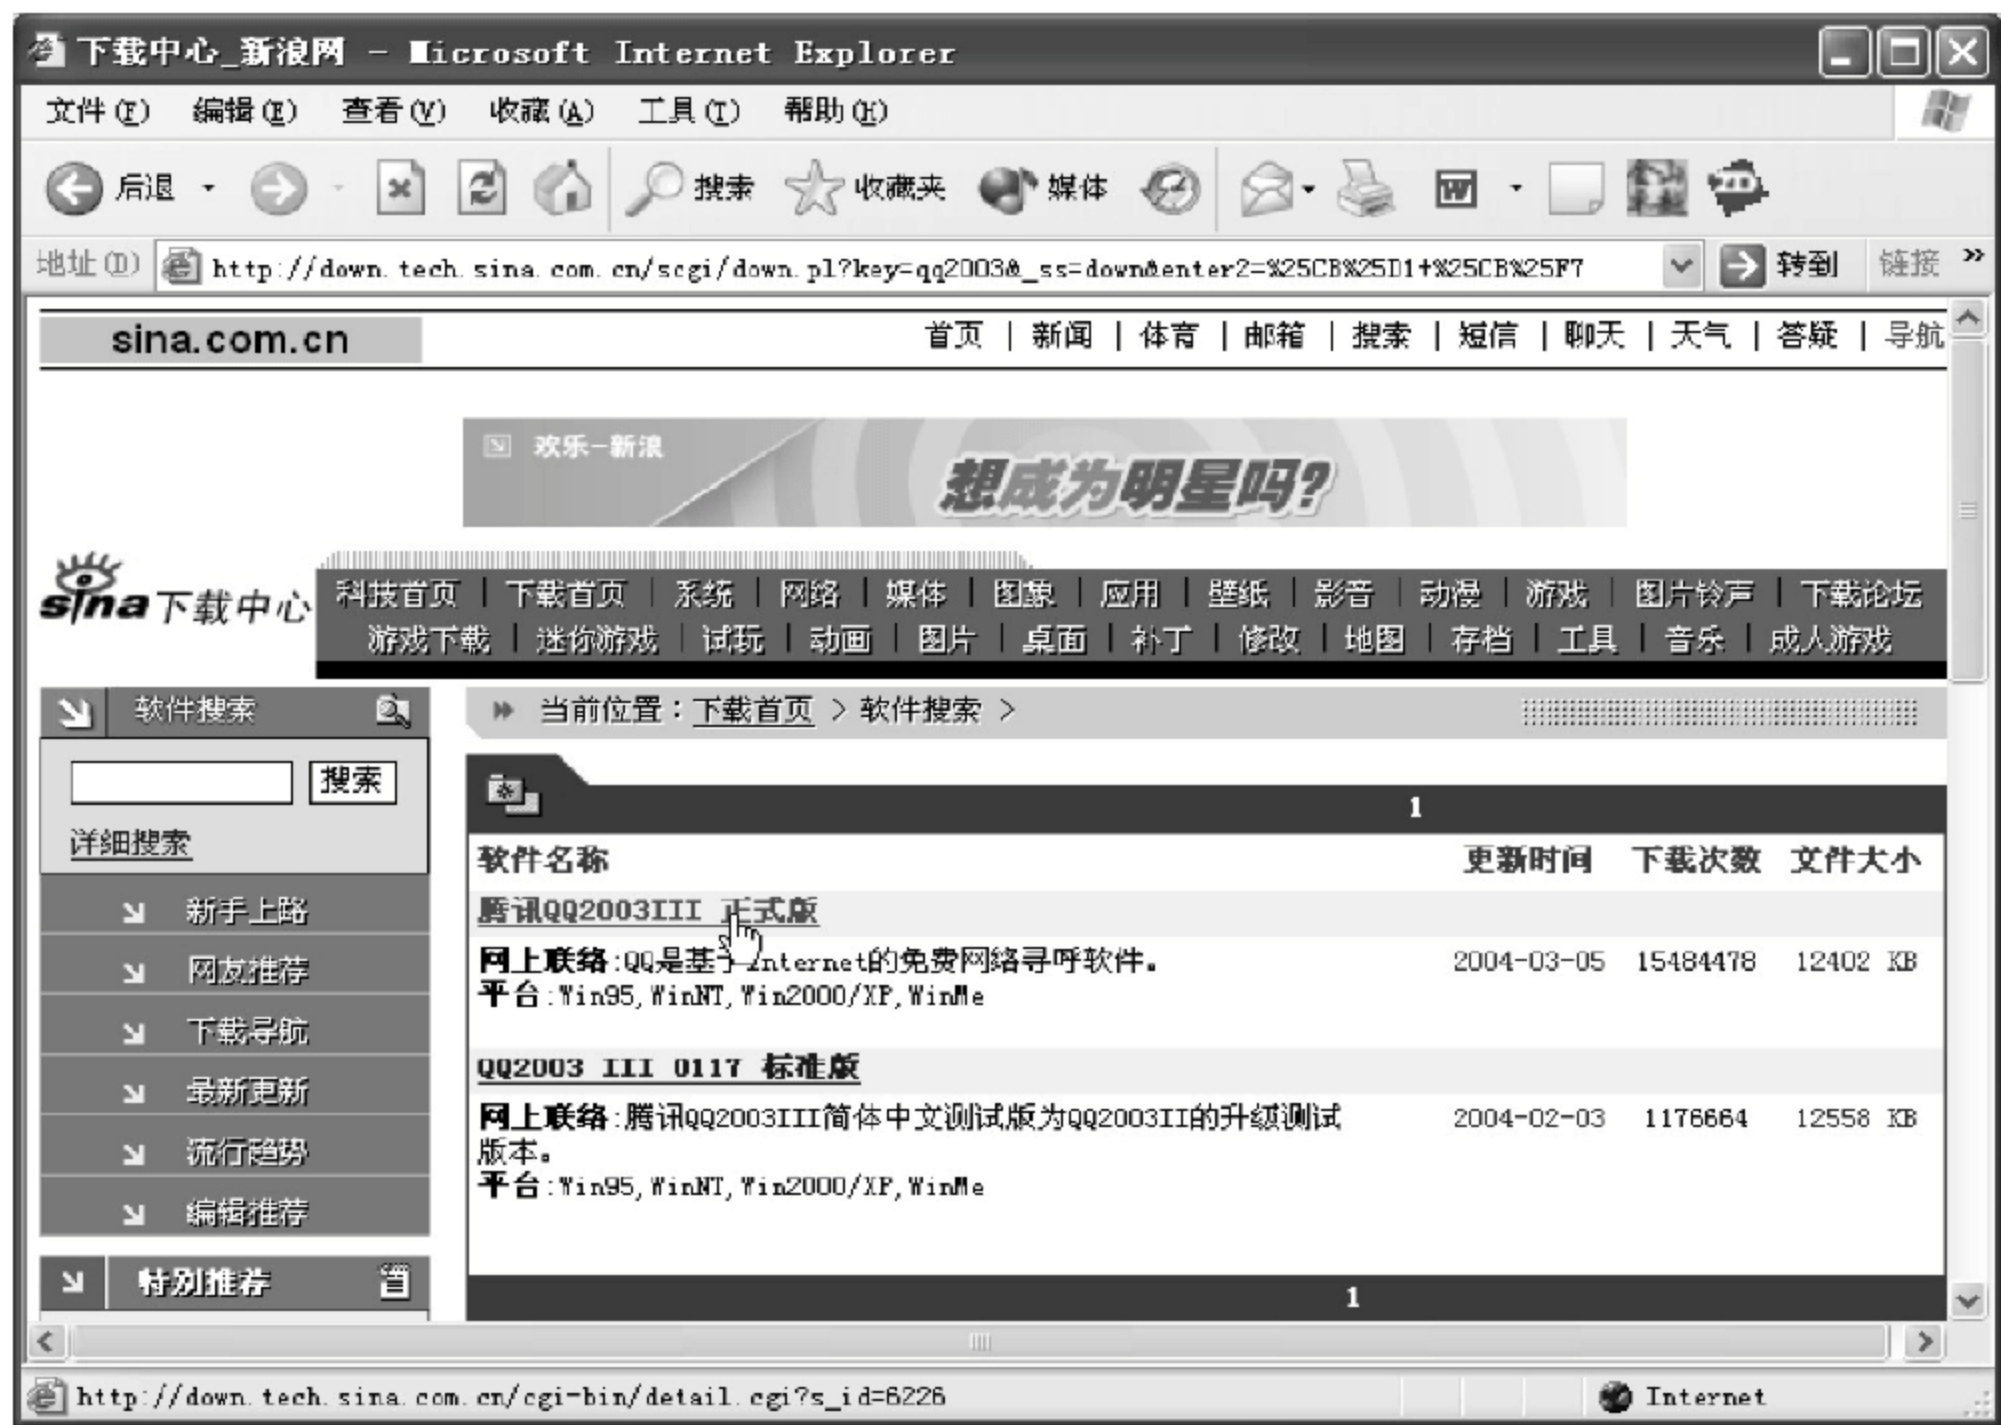 下载中心_新浪网 - Microsoft Internet Explorer
文件(F) 编辑(E) 查看(V) 收藏(A) 工具(T) 帮助(H)
后退 搜索 收藏夹 媒体
地址(D) http://down.tech.sina.com.cn/scgi/down.pl?key=qq2003&_ss=down&enter2=%25CB%25D1+%25CB%25F7 转到 链接 »
sina.com.cn 首页 | 新闻 | 体育 | 邮箱 | 搜索 | 短信 | 聊天 | 天气 | 答疑 | 导航
欢乐-新浪
想成为明星吗?
sina下载中心
科技首页 | 下载首页 | 系统 | 网络 | 媒体 | 图象 | 应用 | 壁纸 | 影音 | 动漫 | 游戏 | 图片铃声 | 下载论坛
游戏下载 | 迷你游戏 | 试玩 | 动画 | 图片 | 桌面 | 补丁 | 修改 | 地图 | 存档 | 工具 | 音乐 | 成人游戏
软件搜索
搜索
详细搜索
新手上路
网友推荐
下载导航
最新更新
流行趋势
编辑推荐
特别推荐
当前位置：下载首页 > 软件搜索 >
1
软件名称 更新时间 下载次数 文件大小
腾讯QQ2003III 正式版
网上联络:QQ是基于Internet的免费网络寻呼软件。 2004-03-05 15484478 12402 KB
平台:Win95,WinNT,Win2000/XP,WinMe
QQ2003 III 0117 标准版
网上联络:腾讯QQ2003III简体中文测试版为QQ2003II的升级测试 2004-02-03 1176664 12558 KB
版本。
平台:Win95,WinNT,Win2000/XP,WinMe
1
http://down.tech.sina.com.cn/cgi-bin/detail.cgi?s_id=6226 Internet